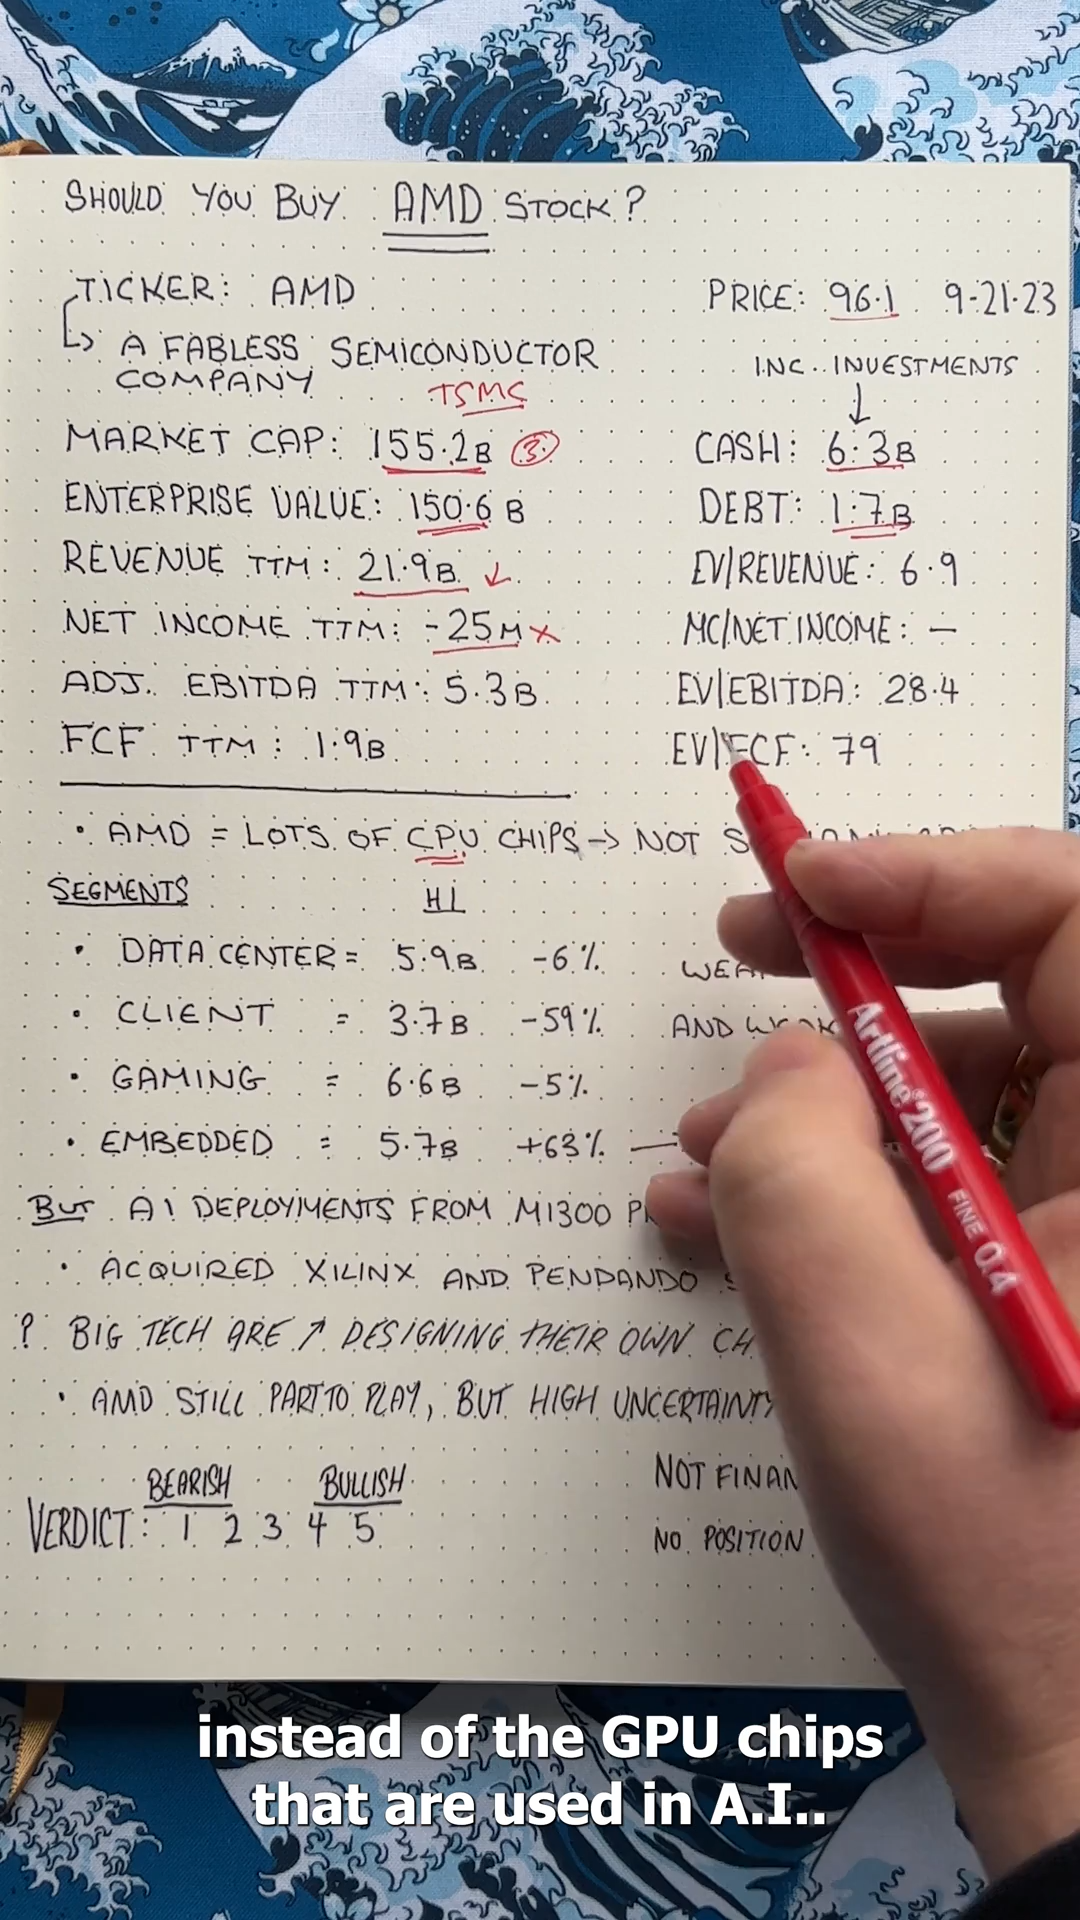 SHOULD YOU BUY AMD STOCK?
TICKER: AMD
PRICE: 96.1 9-21-23
A FABLESS SEMICONDUCTOR
COMPANY
TSMC
INC. INVESTMENTS
MARKET CAP: 155.2B 3
CASH: 6.3B
ENTERPRISE VALUE: 150.6 B
DEBT: 1.7B
REVENUE TTM: 21.9B
EV/REVENUE: 6.9
NET INCOME TTM: -25M X
MC/NET INCOME: —
ADJ. EBITDA TTM: 5.3B
EV/EBITDA: 28.4
FCF TTM: 1.9B
EV/FCF: 79
• AMD = LOTS OF CPU CHIPS → NOT
SEGMENTS
H1
• DATA CENTER = 5.9B -6%
• CLIENT = 3.7B -59% AND
• GAMING = 6.6B -5%
• EMBEDDED = 5.7B +63%
BUT AI DEPLOYMENTS FROM MI300
• ACQUIRED XILINX AND PENDANDO
? BIG TECH ARE ↗ DESIGNING THEIR OWN
• AMD STILL PART TO PLAY, BUT HIGH UNCERTAINTY
BEARISH BULLISH
VERDICT: 1 2 3 4 5
NOT
NO POSITION
Artline 200 FINE 0.4
instead of the GPU chips
that are used in A.I..